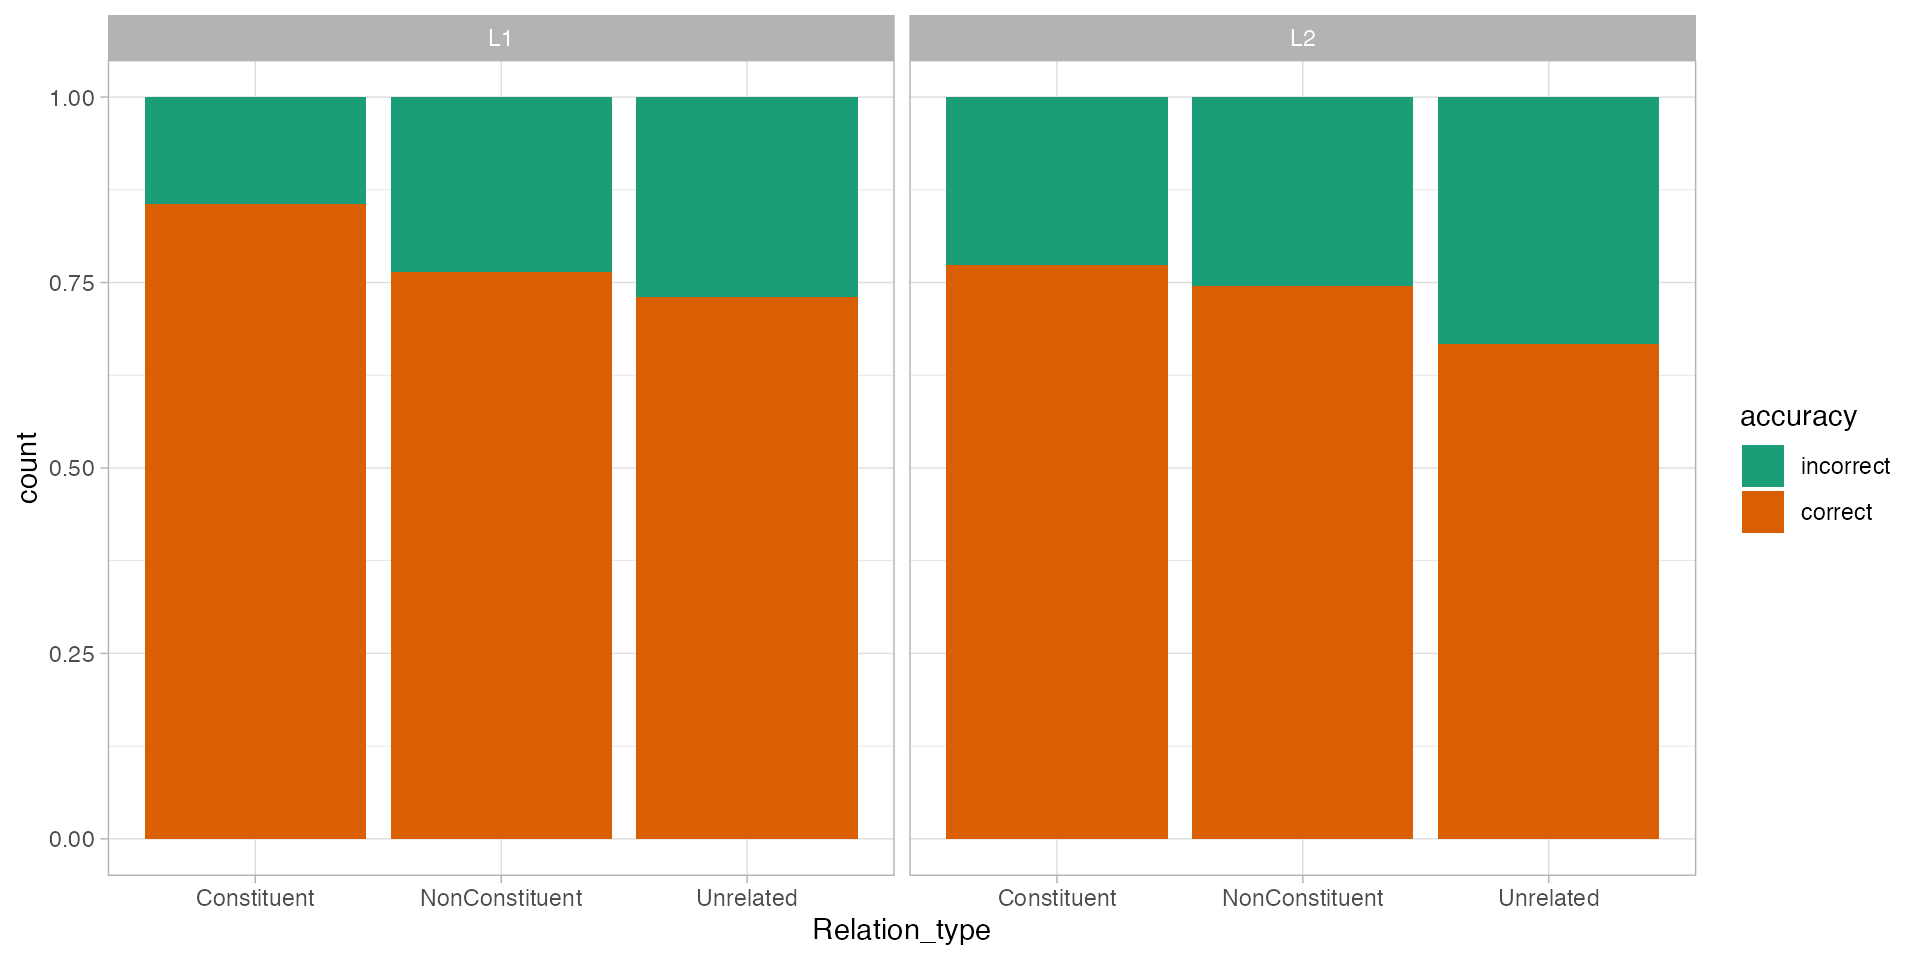 L1
L2
count
1.00
0.75
0.50
0.25
0.00
Constituent NonConstituent Unrelated
Constituent NonConstituent Unrelated
Relation_type
accuracy
incorrect
correct